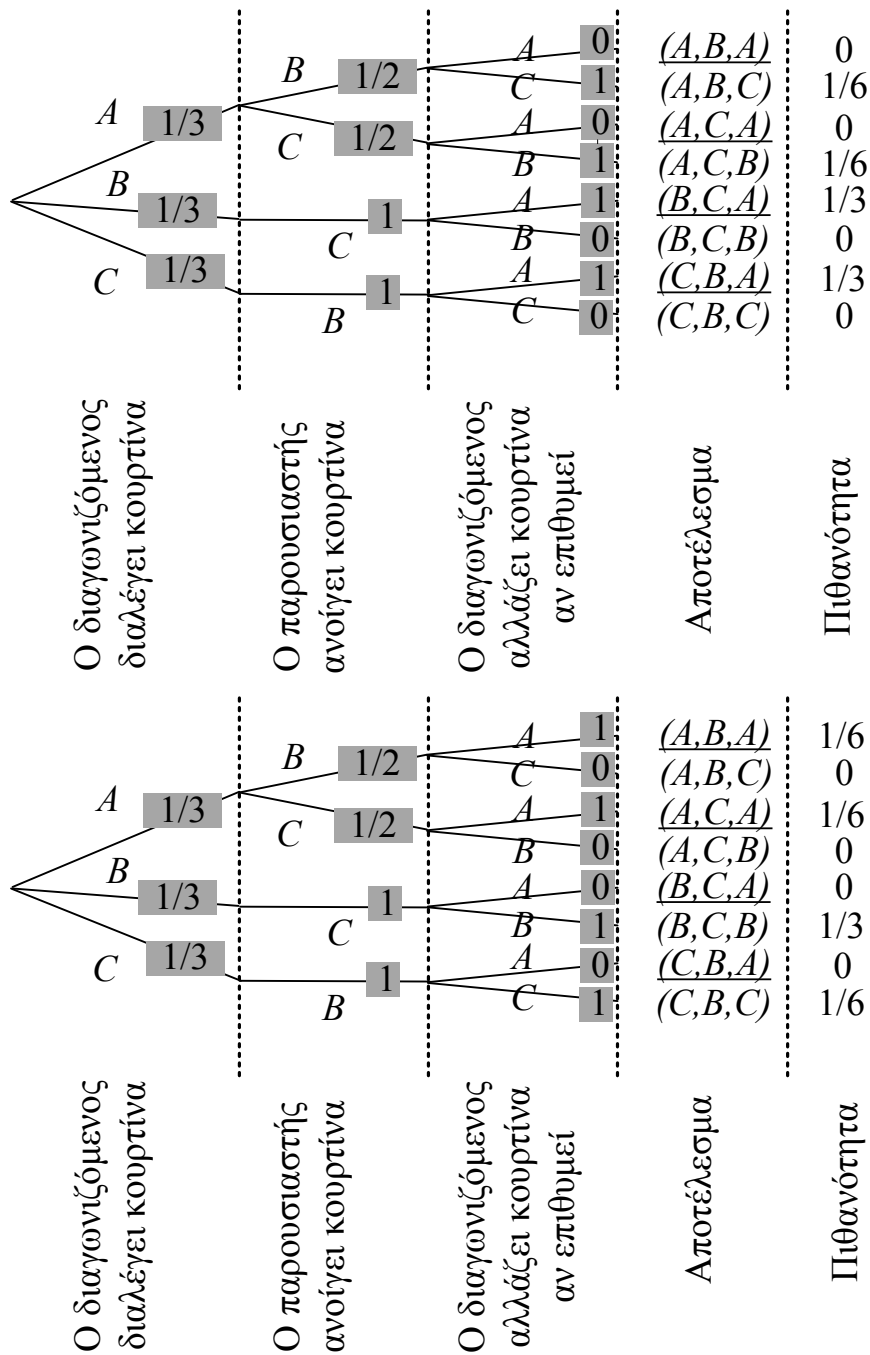 A 1/3 B 1/2 A 0 (A,B,A) 0
C 1 (A,B,C) 1/6
C 1/2 A 0 (A,C,A) 0
B 1 (A,C,B) 1/6
B 1/3 C 1 A 1 (B,C,A) 1/3
B 0 (B,C,B) 0
C 1/3 B 1 A 1 (C,B,A) 1/3
C 0 (C,B,C) 0
Ο διαγωνιζόμενος
διαλέγει κουρτίνα
Ο παρουσιαστής
ανοίγει κουρτίνα
Ο διαγωνιζόμενος
αλλάζει κουρτίνα
αν επιθυμεί
Αποτέλεσμα
Πιθανότητα
A 1/3 B 1/2 A 1 (A,B,A) 1/6
C 0 (A,B,C) 0
C 1/2 A 1 (A,C,A) 1/6
B 0 (A,C,B) 0
B 1/3 C 1 A 0 (B,C,A) 0
B 1 (B,C,B) 1/3
C 1/3 B 1 A 0 (C,B,A) 0
C 1 (C,B,C) 1/6
Ο διαγωνιζόμενος
διαλέγει κουρτίνα
Ο παρουσιαστής
ανοίγει κουρτίνα
Ο διαγωνιζόμενος
αλλάζει κουρτίνα
αν επιθυμεί
Αποτέλεσμα
Πιθανότητα